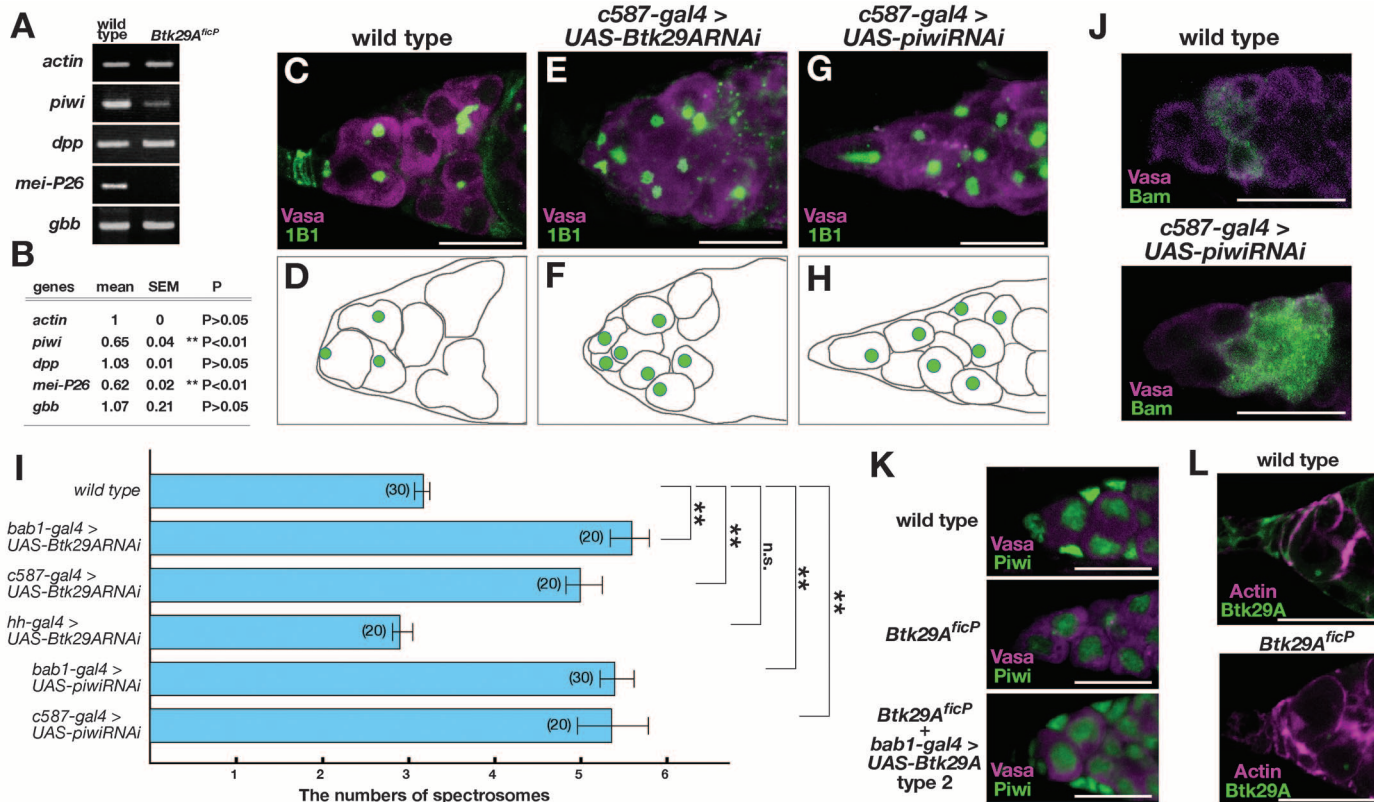 A
wild type
Btk29A^ficP
actin
piwi
dpp
mei-P26
gbb
B
genes mean SEM P
actin 1 0 P>0.05
piwi 0.65 0.04 ** P<0.01
dpp 1.03 0.01 P>0.05
mei-P26 0.62 0.02 ** P<0.01
gbb 1.07 0.21 P>0.05
wild type
C
Vasa
1B1
D
c587-gal4 >
UAS-Btk29ARNAi
E
Vasa
1B1
F
c587-gal4 >
UAS-piwiRNAi
G
Vasa
1B1
H
J
wild type
Vasa
Bam
c587-gal4 >
UAS-piwiRNAi
Vasa
Bam
I
wild type
(30)
bab1-gal4 >
UAS-Btk29ARNAi
(20)
c587-gal4 >
UAS-Btk29ARNAi
(20)
hh-gal4 >
UAS-Btk29ARNAi
(20)
bab1-gal4 >
UAS-piwiRNAi
(30)
c587-gal4 >
UAS-piwiRNAi
(20)
**
**
n.s.
**
**
1 2 3 4 5 6
The numbers of spectrosomes
K
wild type
Vasa
Piwi
Btk29A^ficP
Vasa
Piwi
Btk29A^ficP
+
bab1-gal4 >
UAS-Btk29A
type 2
Vasa
Piwi
L
wild type
Actin
Btk29A
Btk29A^ficP
Actin
Btk29A